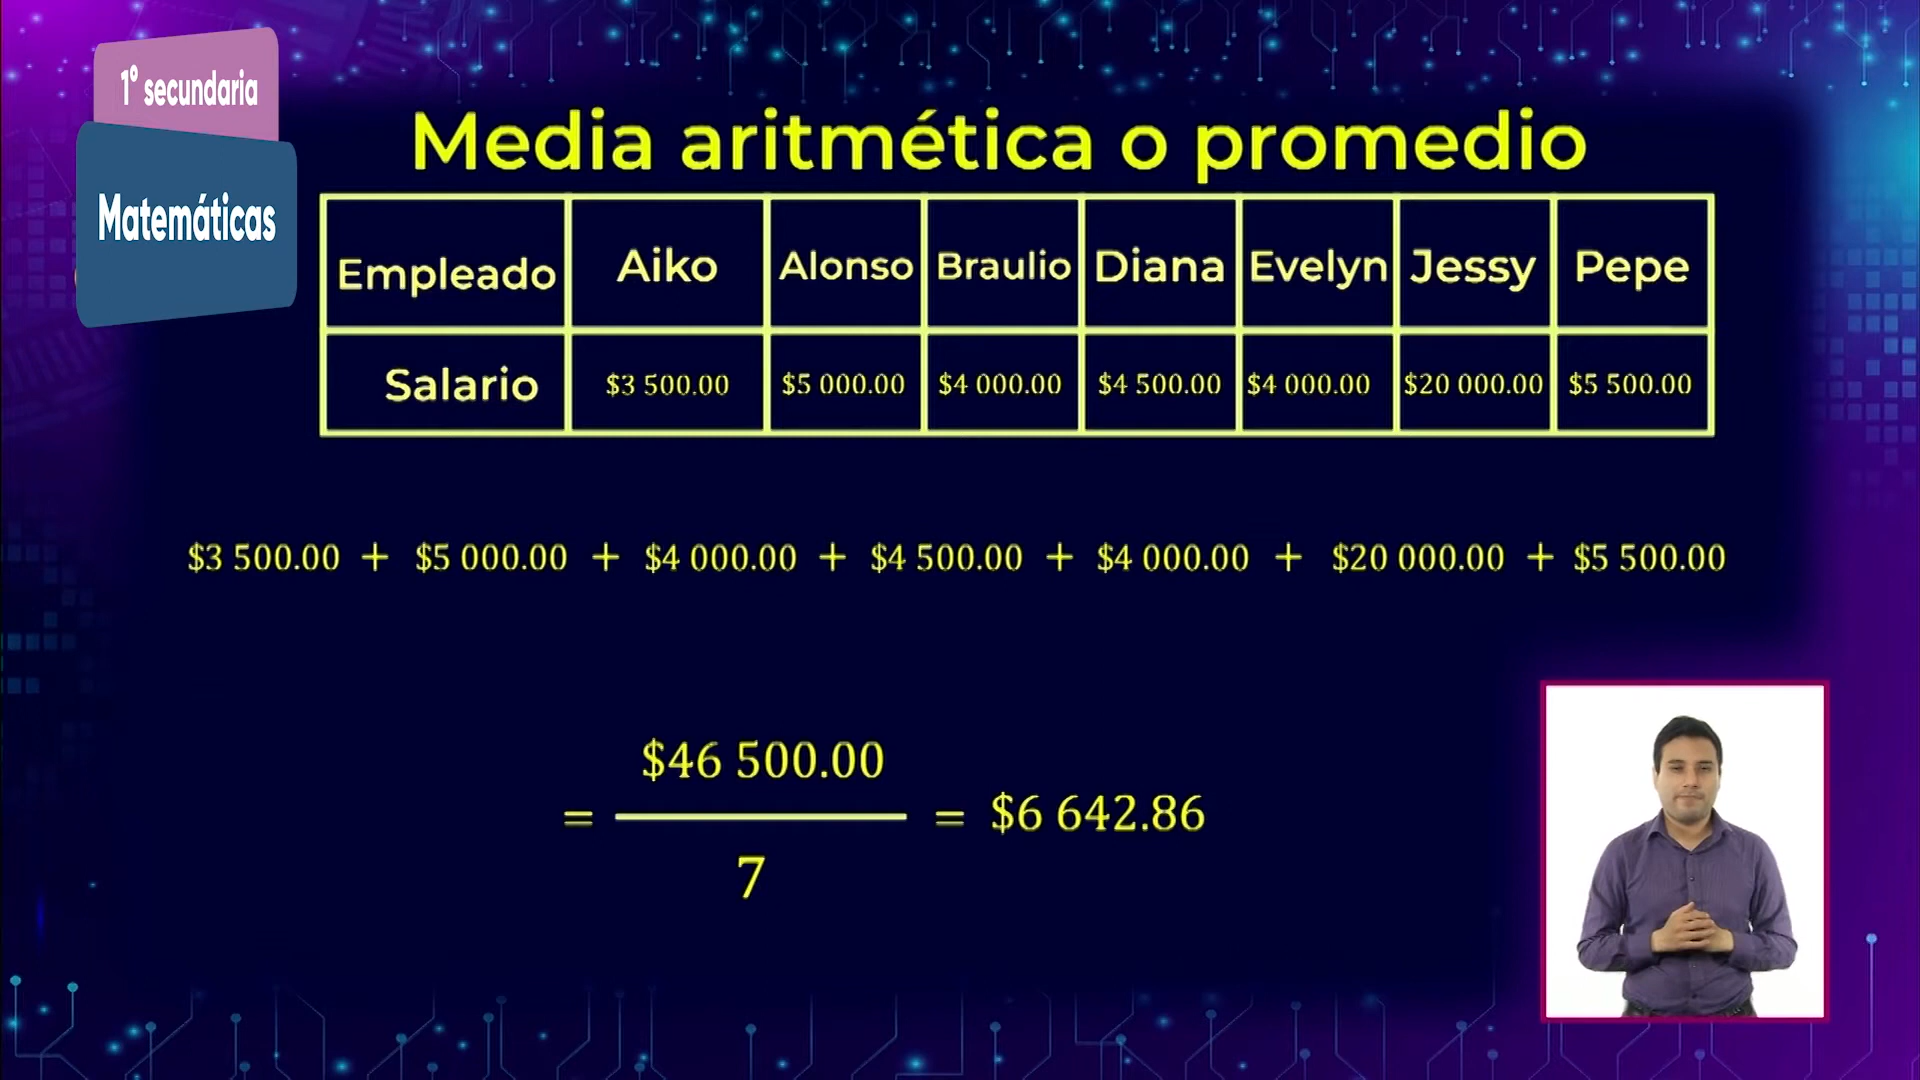 1º secundaria
Matemáticas
Media aritmética o promedio
Empleado Aiko Alonso Braulio Diana Evelyn Jessy Pepe
Salario $3 500.00 $5 000.00 $4 000.00 $4 500.00 $4 000.00 $20 000.00 $5 500.00
$3 500.00 + $5 000.00 + $4 000.00 + $4 500.00 + $4 000.00 + $20 000.00 + $5 500.00
$46 500.00
= = $6 642.86
7